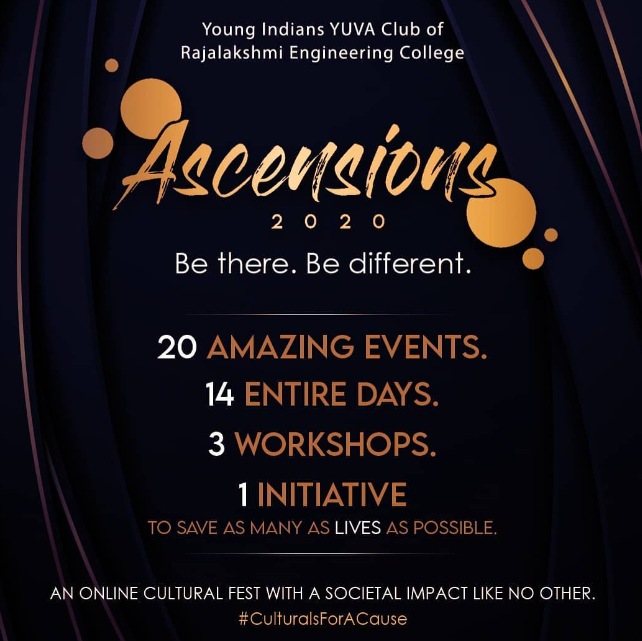 Young Indians YUVA Club of
Rajalakshmi Engineering College
Ascensions
2020
Be there. Be different.
20 AMAZING EVENTS.
14 ENTIRE DAYS.
3 WORKSHOPS.
1 INITIATIVE
TO SAVE AS MANY AS LIVES AS POSSIBLE.
AN ONLINE CULTURAL FEST WITH A SOCIETAL IMPACT LIKE NO OTHER.
#CulturalsForACause